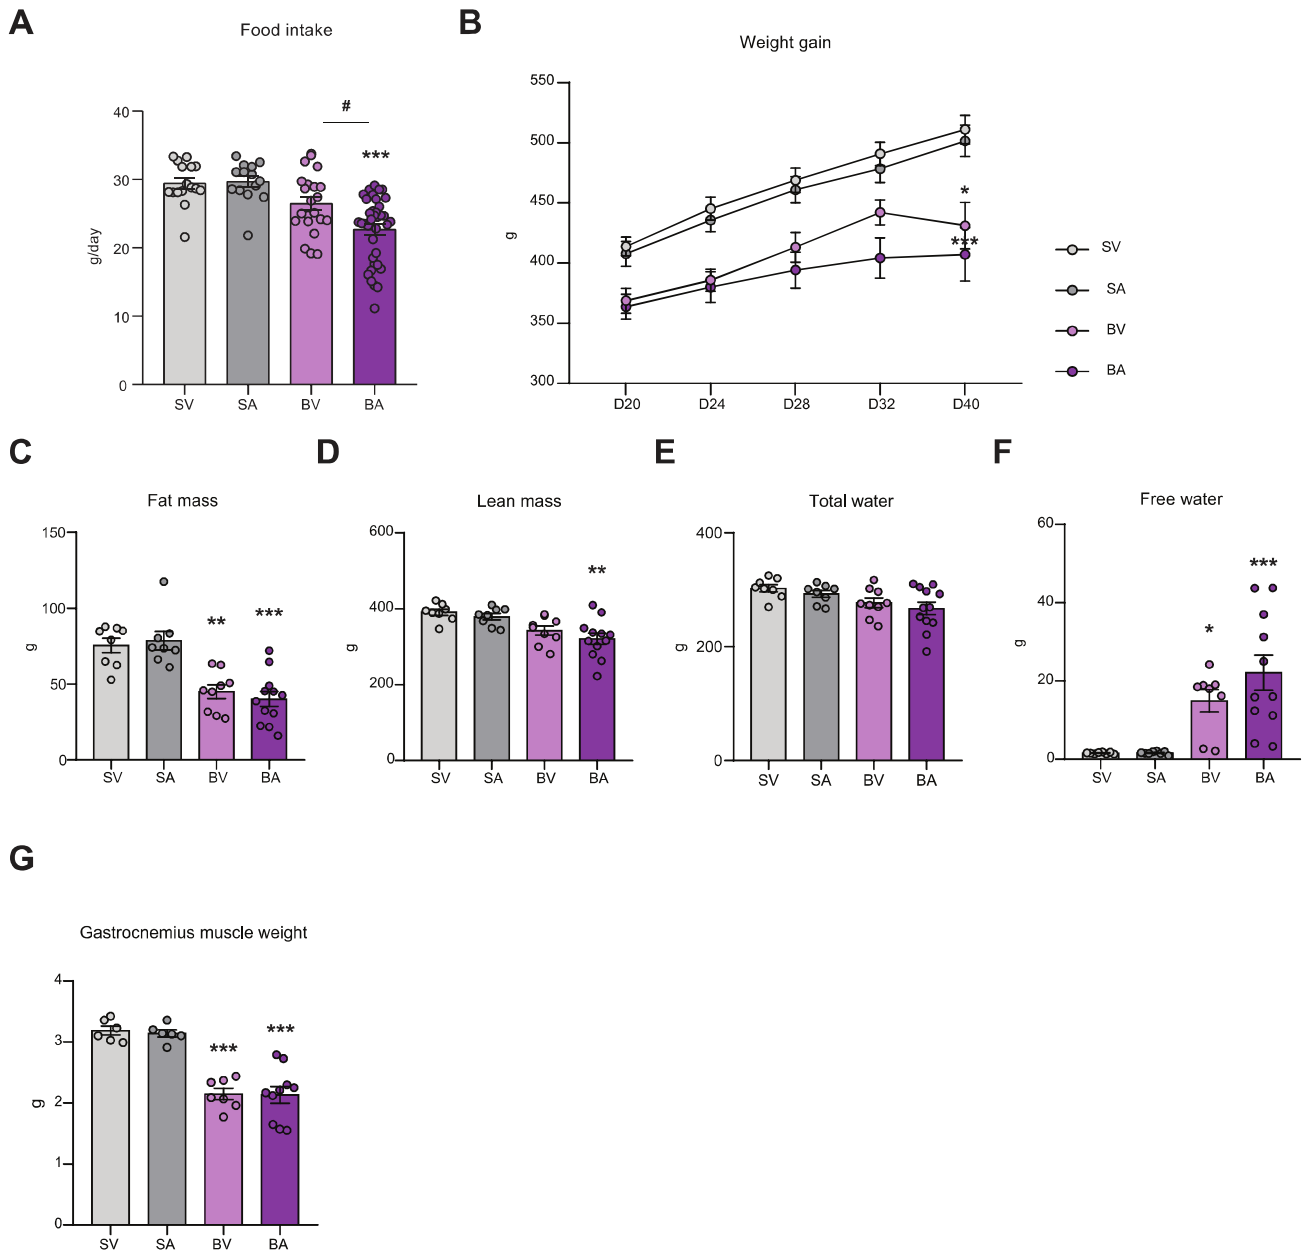 A
Food intake
g/day
40
30
20
10
0
#
***
SV
SA
BV
BA
B
Weight gain
g
550
500
450
400
350
300
*
***
D20
D24
D28
D32
D40
SV
SA
BV
BA
C
Fat mass
g
150
100
50
0
**
***
SV
SA
BV
BA
D
Lean mass
g
600
400
200
0
**
SV
SA
BV
BA
E
Total water
g
400
200
0
SV
SA
BV
BA
F
Free water
g
60
40
20
0
*
***
SV
SA
BV
BA
G
Gastrocnemius muscle weight
g
4
3
2
1
0
***
***
SV
SA
BV
BA